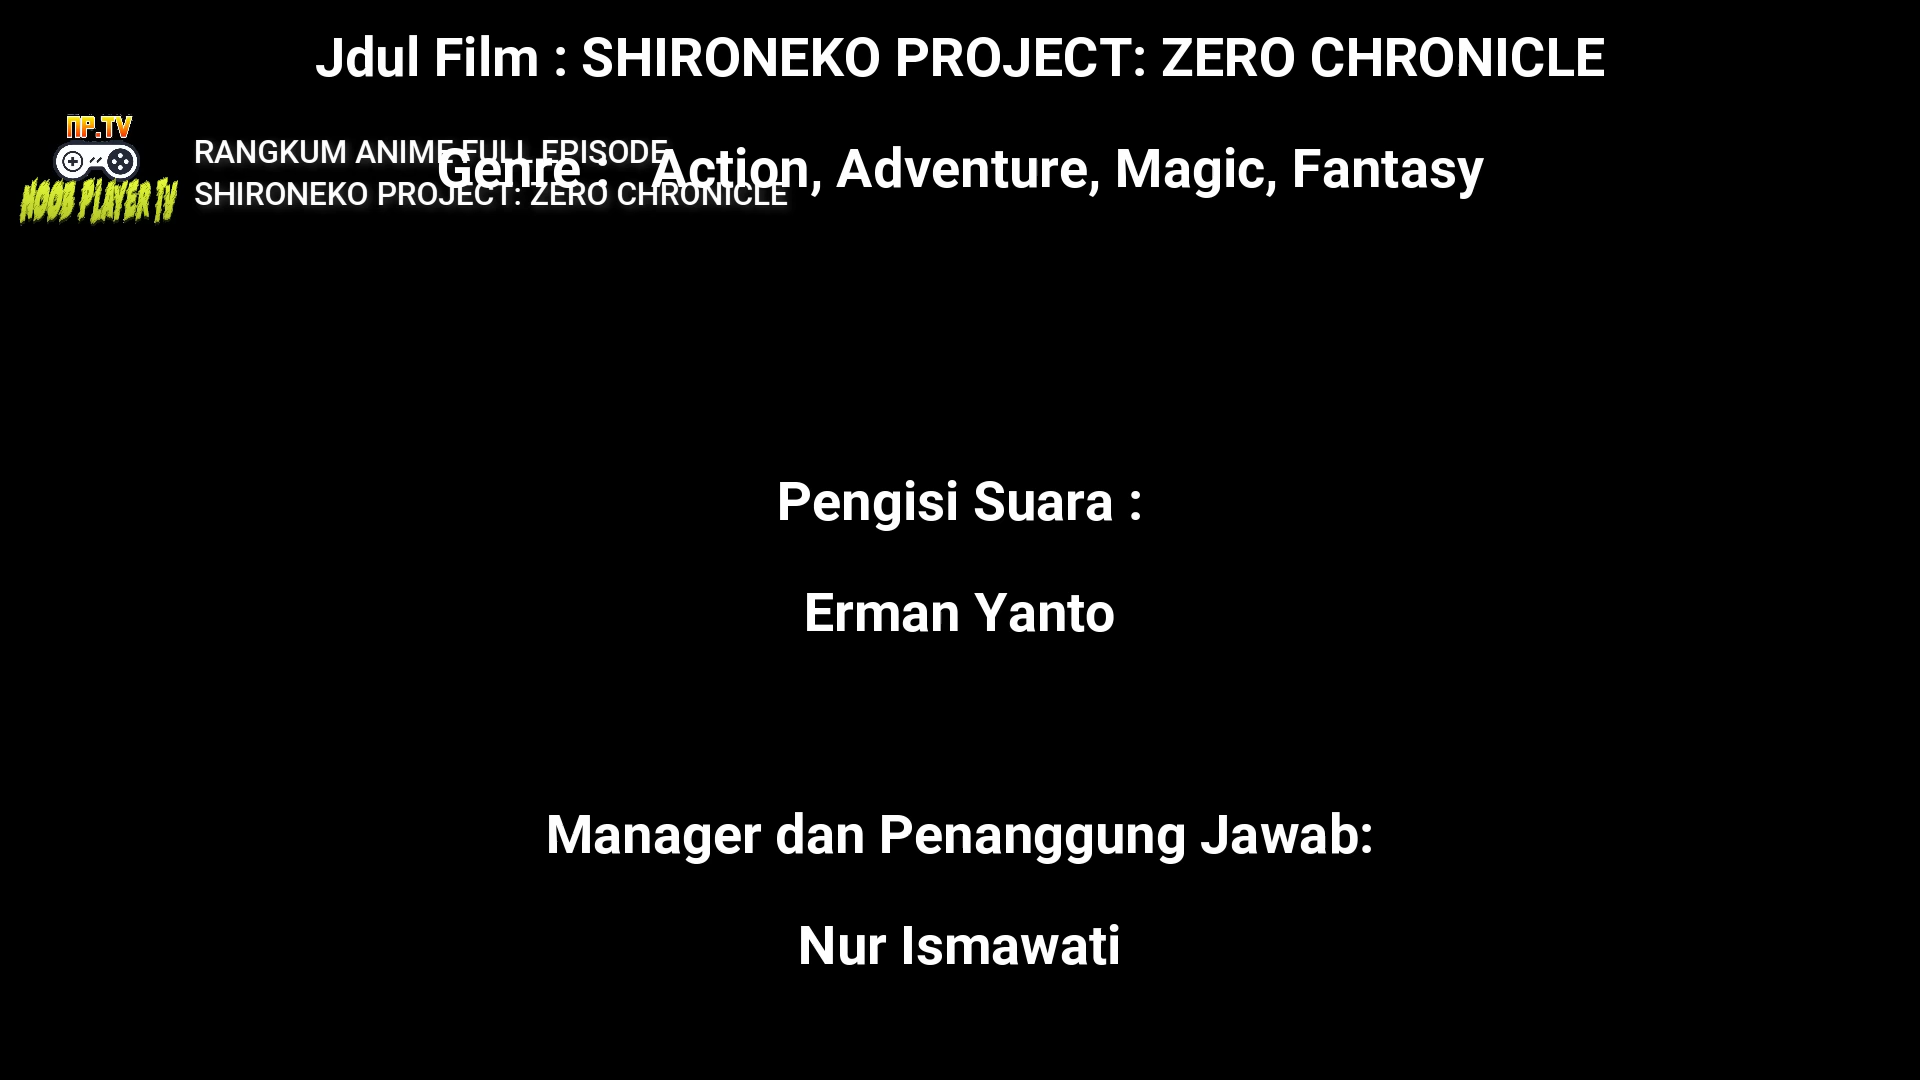 Jdul Film : SHIRONEKO PROJECT: ZERO CHRONICLE
NP.TV
NOOB PLAYER TV
RANGKUM ANIME FULL EPISODE
SHIRONEKO PROJECT: ZERO CHRONICLE
Genre : Action, Adventure, Magic, Fantasy
Pengisi Suara :
Erman Yanto
Manager dan Penanggung Jawab:
Nur Ismawati